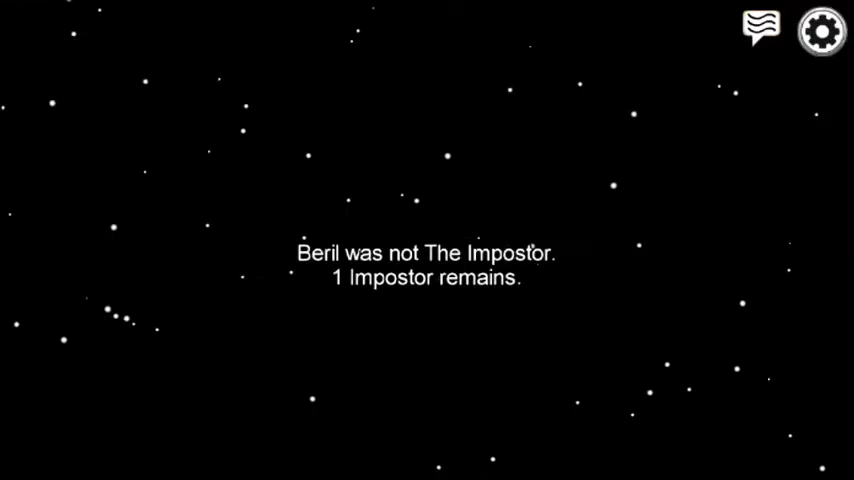 Beril was not The Impostor.
1 Impostor remains.